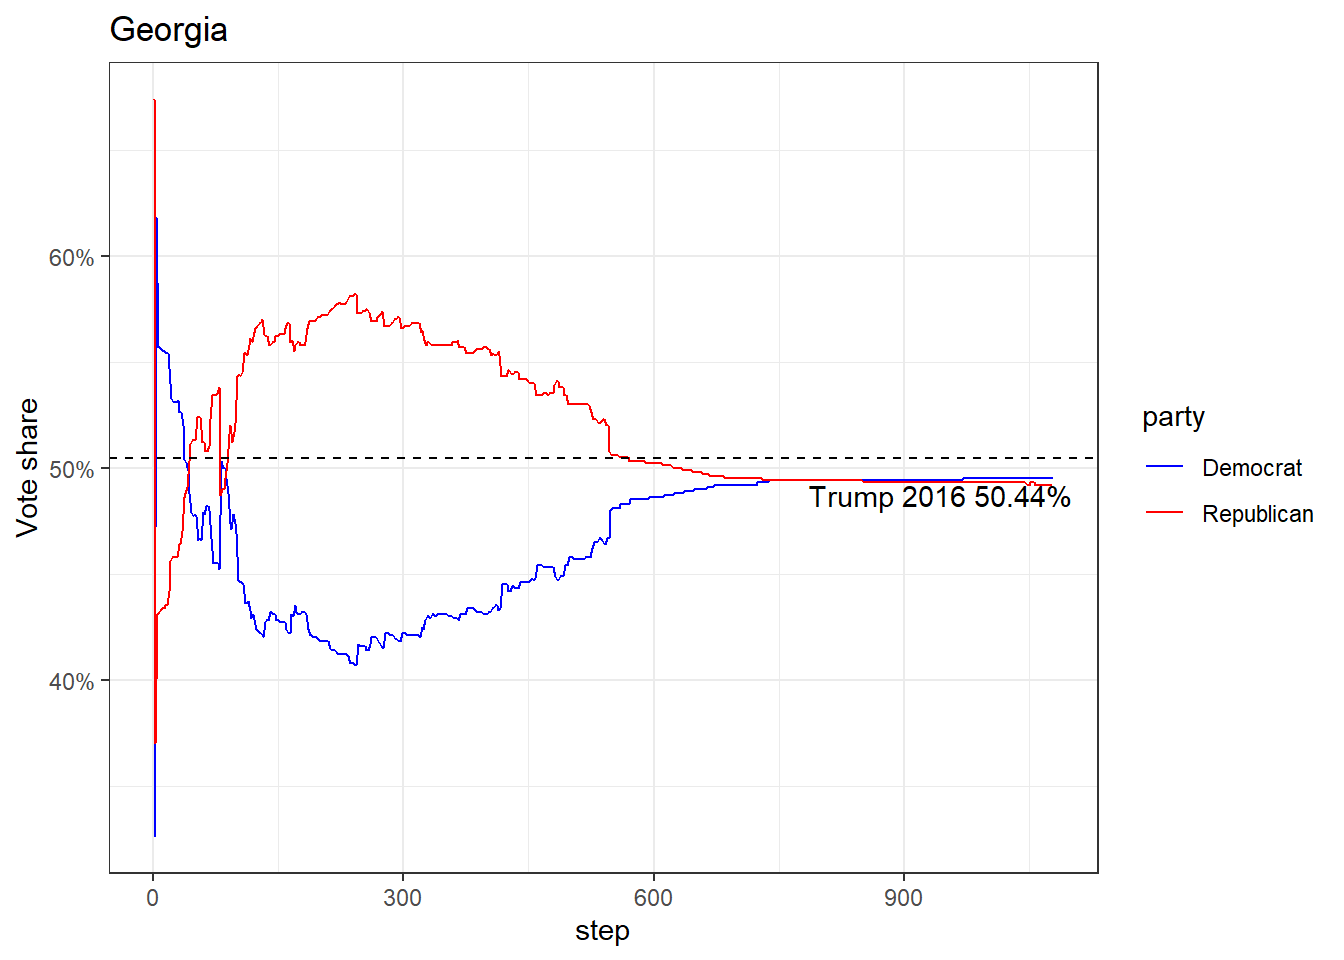 Georgia
Vote share
60%
50%
40%
Trump 2016 50.44%
0 300 600 900
step
party
Democrat
Republican